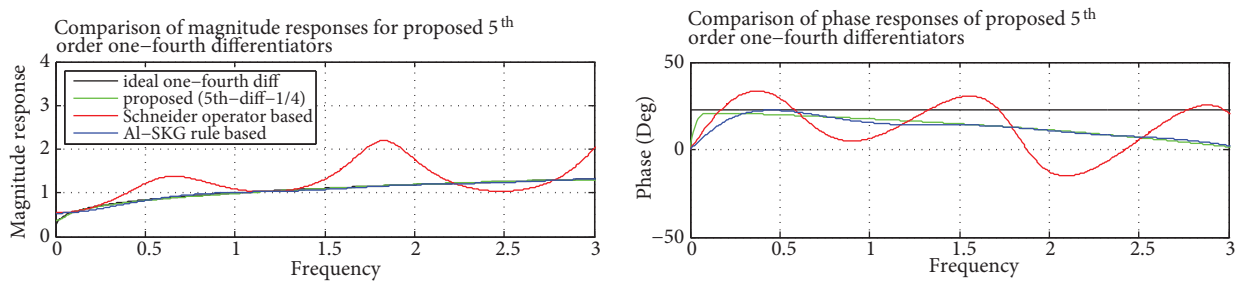 Comparison of magnitude responses for proposed 5th
order one−fourth differentiators
Magnitude response
4
3
2
1
0
ideal one−fourth diff
proposed (5th−diff−1/4)
Schneider operator based
Al−SKG rule based
0 0.5 1 1.5 2 2.5 3
Frequency
Comparison of phase responses of proposed 5th
order one−fourth differentiators
Phase (Deg)
50
0
−50
0 0.5 1 1.5 2 2.5 3
Frequency